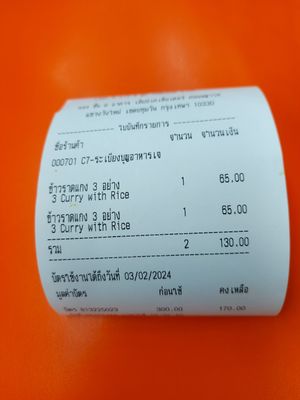 แขวงวังใหม่ เขตปทุมวัน กรุงเทพฯ 10330
ใบบันทึกรายการ
ชื่อร้านค้า จำนวน จำนวนเงิน
000701 C7-ระเบียงบุญอาหารเจ
ข้าวราดแกง 3 อย่าง 1 65.00
3 Curry with Rice
ข้าวราดแกง 3 อย่าง 1 65.00
3 Curry with Rice
รวม 2 130.00
บัตรใช้งานได้ถึงวันที่ 03/02/2024
มูลค่าบัตร ก่อนใช้ คงเหลือ
300.00 170.00